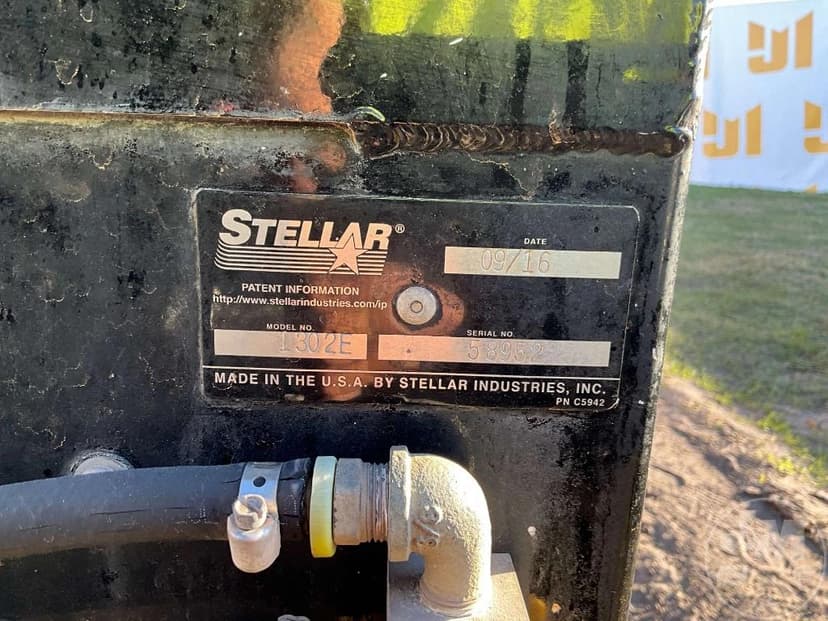 STELLAR®
DATE
09/16
PATENT INFORMATION
http://www.stellarindustries.com/ip
MODEL NO.
1302E
SERIAL NO.
MADE IN THE U.S.A. BY STELLAR INDUSTRIES, INC.
PN C5942